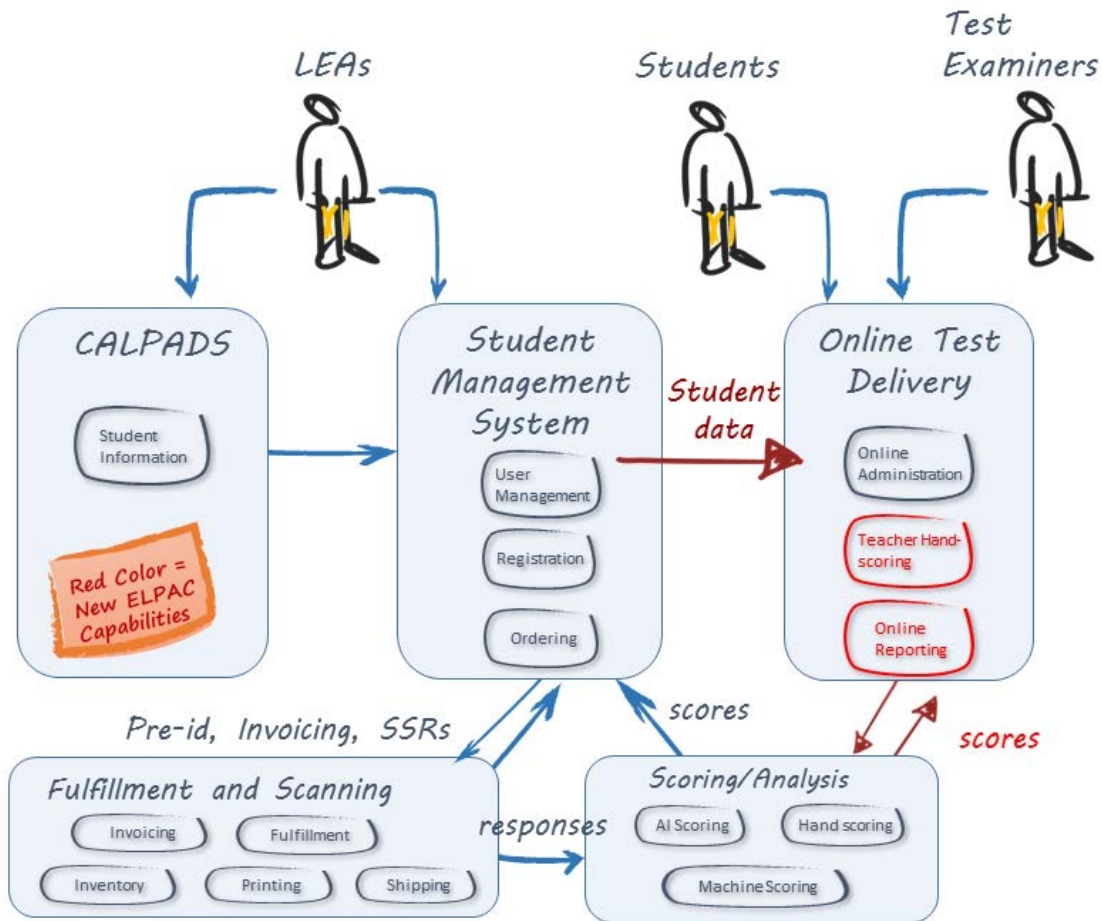 LEAs
Students
Test
Examiners
CALPADS
Student
Information
Red Color =
New ELPAC
Capabilities
Student
Management
System
User
Management
Registration
Ordering
Student
data
Online Test
Delivery
Online
Administration
Teacher Hand-
scoring
Online
Reporting
Pre-id, Invoicing, SSRs
scores
scores
Fulfillment and Scanning
Invoicing
Fulfillment
Inventory
Printing
Shipping
responses
Scoring/Analysis
AI Scoring
Hand scoring
Machine Scoring